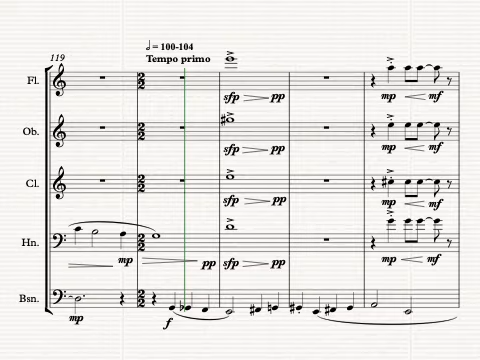 119
𝅗𝅥 = 100-104
Tempo primo
Fl.
sfp pp mp mf
Ob.
sfp pp mp mf
Cl.
sfp pp mp mf
Hn.
mp pp sfp pp mp mf
Bsn.
mp f